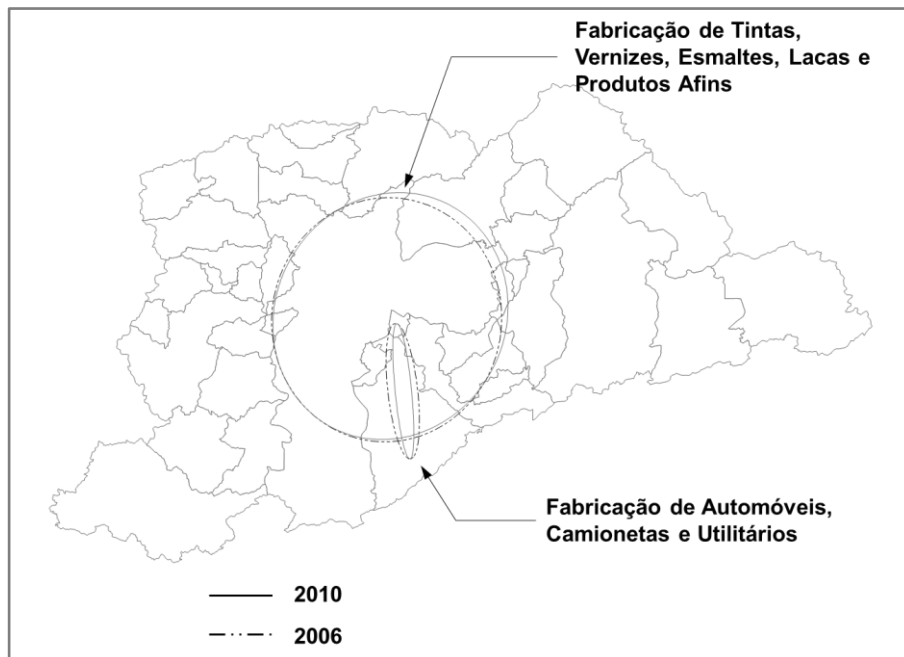 Fabricação de Tintas,
Vernizes, Esmaltes, Lacas e
Produtos Afins
Fabricação de Automóveis,
Camionetas e Utilitários
2010
2006